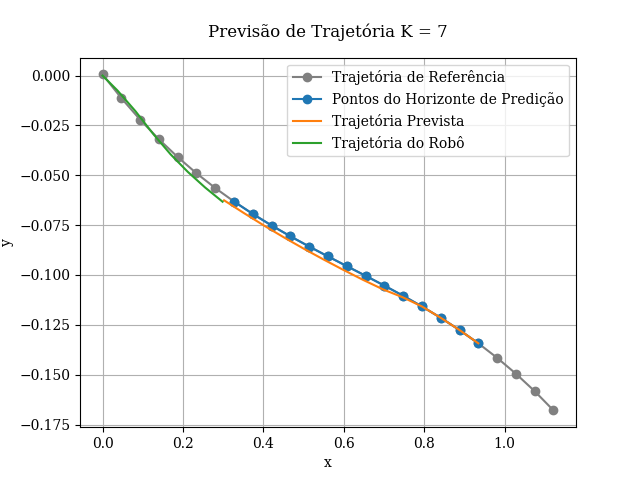 Previsão de Trajetória K = 7
Trajetória de Referência
Pontos do Horizonte de Predição
Trajetória Prevista
Trajetória do Robô
0.000
−0.025
−0.050
−0.075
−0.100
−0.125
−0.150
−0.175
y
0.0 0.2 0.4 0.6 0.8 1.0
x